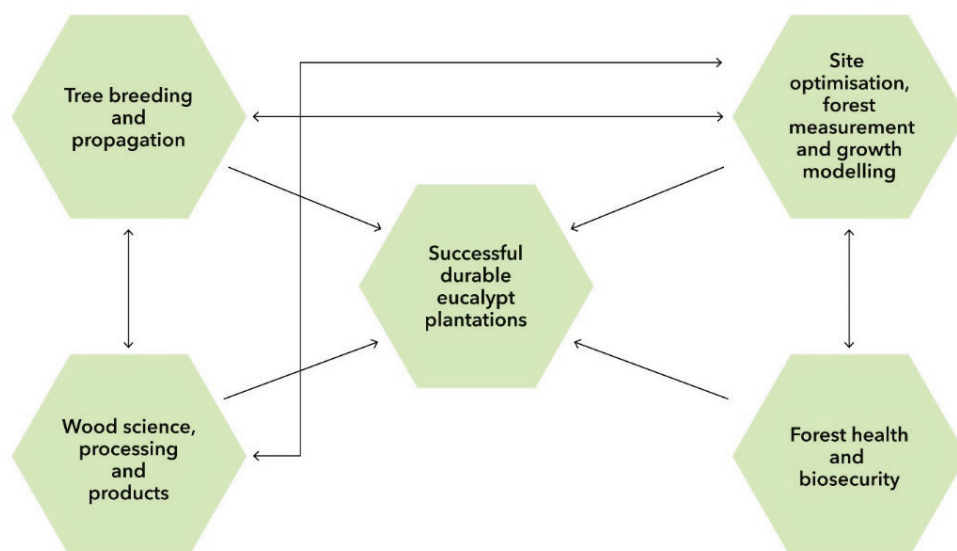 Tree breeding
and
propagation
Site
optimisation,
forest
measurement
and growth
modelling
Successful
durable
eucalypt
plantations
Wood science,
processing
and
products
Forest health
and
biosecurity